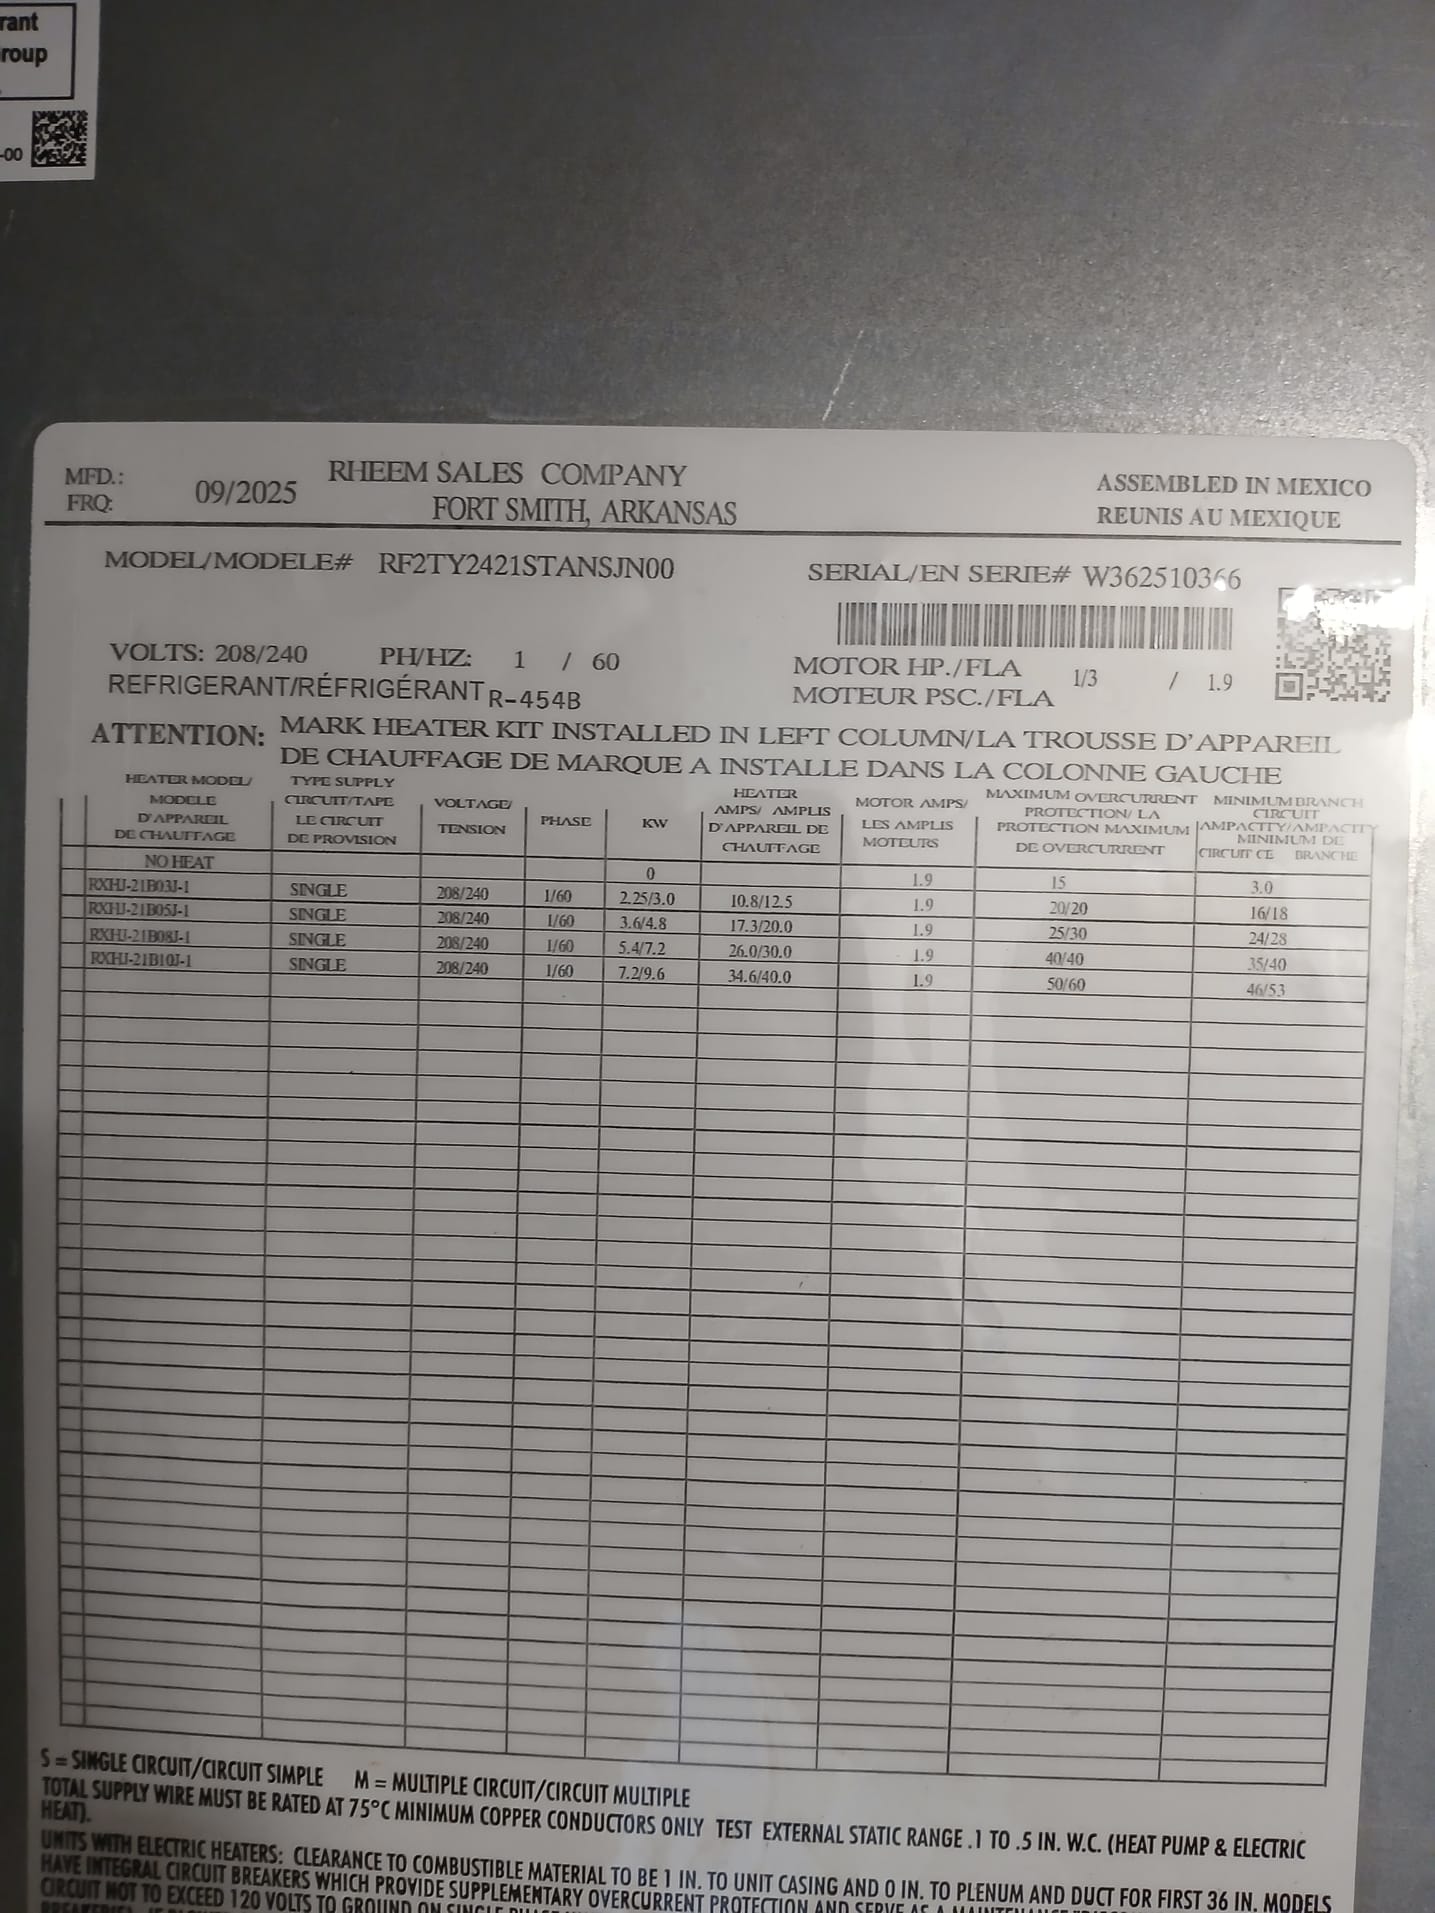 rant
roup
-00
MFD.:
FRQ:
09/2025
RHEEM SALES COMPANY
FORT SMITH, ARKANSAS
ASSEMBLED IN MEXICO
REUNIS AU MEXIQUE
MODEL/MODELE# RF2TY2421STANSJN00
SERIAL/EN SERIE# W362510366
VOLTS: 208/240 PH/HZ: 1 / 60
MOTOR HP./FLA
MOTEUR PSC./FLA
1/3 / 1.9
REFRIGERANT/RÉFRIGÉRANT R-454B
ATTENTION: MARK HEATER KIT INSTALLED IN LEFT COLUMN/LA TROUSSE D'APPAREIL
DE CHAUFFAGE DE MARQUE A INSTALLE DANS LA COLONNE GAUCHE
HEATER MODEL/
MODELE
D'APPAREIL
DE CHAUFFAGE
TYPE SUPPLY
CIRCUIT/TAPE
LE CIRCUIT
DE PROVISION
VOLTAGE/
TENSION
PHASE
KW
HEATER
AMPS/ AMPLIS
D'APPAREIL DE
CHAUFFAGE
MOTOR AMPS/
LES AMPLIS
MOTEURS
MAXIMUM OVERCURRENT
PROTECTION/ LA
PROTECTION MAXIMUM
DE OVERCURRENT
MINIMUM BRANCH
CIRCUIT
AMPACTIY/AMPACITY
MINIMUM DE
CIRCUIT CE BRANCHE
NO HEAT 0 1.9 15 3.0
RXHJ-21B03J-1 SINGLE 208/240 1/60 2.25/3.0 10.8/12.5 1.9 20/20 16/18
RXHJ-21B05J-1 SINGLE 208/240 1/60 3.6/4.8 17.3/20.0 1.9 25/30 24/28
RXHJ-21B08J-1 SINGLE 208/240 1/60 5.4/7.2 26.0/30.0 1.9 40/40 35/40
RXHJ-21B10J-1 SINGLE 208/240 1/60 7.2/9.6 34.6/40.0 1.9 50/60 46/53
S = SINGLE CIRCUIT/CIRCUIT SIMPLE M = MULTIPLE CIRCUIT/CIRCUIT MULTIPLE
TOTAL SUPPLY WIRE MUST BE RATED AT 75°C MINIMUM COPPER CONDUCTORS ONLY TEST EXTERNAL STATIC RANGE .1 TO .5 IN. W.C. (HEAT PUMP & ELECTRIC
HEAT).
UNITS WITH ELECTRIC HEATERS: CLEARANCE TO COMBUSTIBLE MATERIAL TO BE 1 IN. TO UNIT CASING AND 0 IN. TO PLENUM AND DUCT FOR FIRST 36 IN. MODELS
HAVE INTEGRAL CIRCUIT BREAKERS WHICH PROVIDE SUPPLEMENTARY OVERCURRENT PROTECTION AND SERVE AS A
CIRCUIT NOT TO EXCEED 120 VOLTS TO GROUND ON